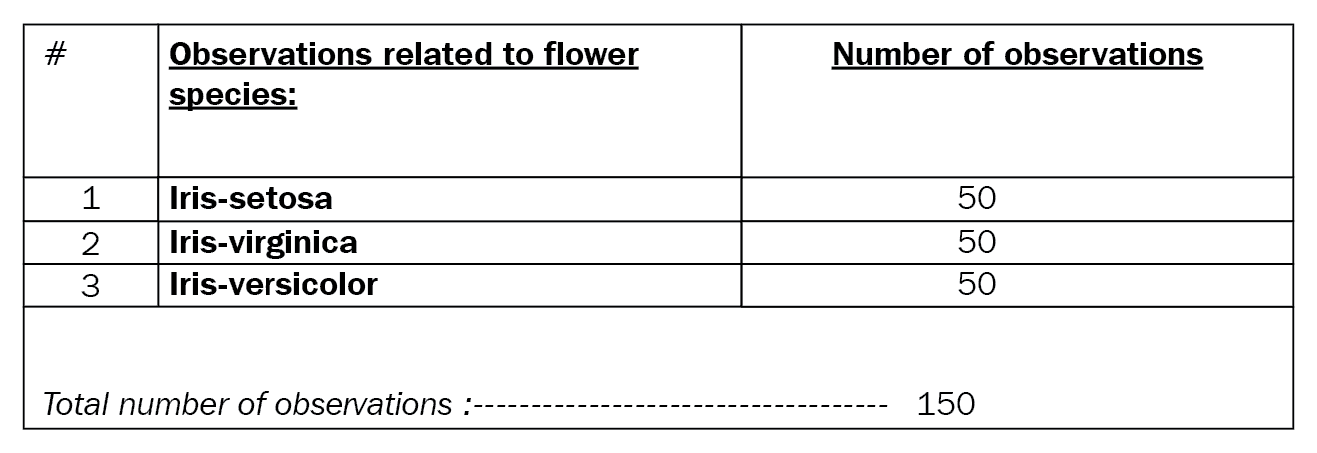 # Observations related to flower Number of observations
species:
1 Iris-setosa 50
2 Iris-virginica 50
3 Iris-versicolor 50
Total number of observations :------------------------------------ 150